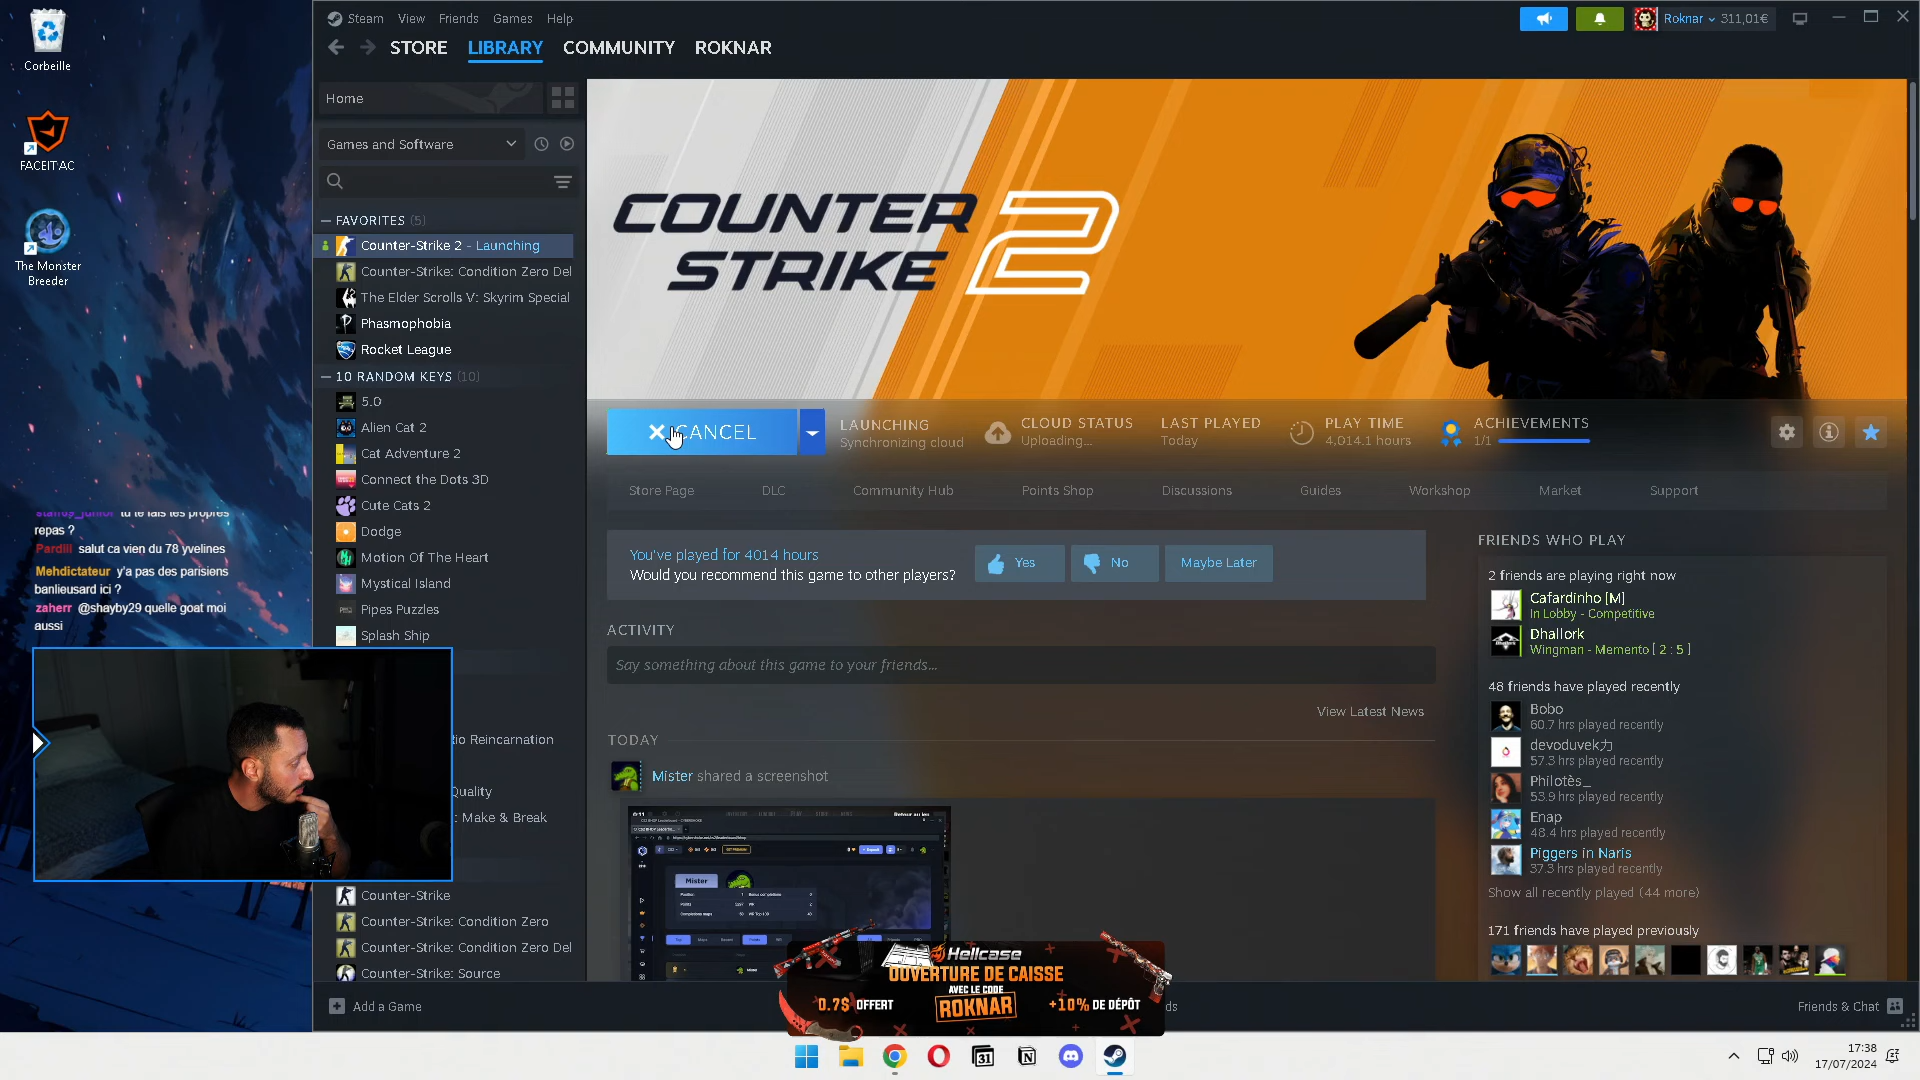 Corbeille
FACEIT AC
The Monster
Breeder
Steam View Friends Games Help
Roknar 311,01€
STORE LIBRARY COMMUNITY ROKNAR
Home
Games and Software
FAVORITES (5)
Counter-Strike 2 - Launching
Counter-Strike: Condition Zero Del
The Elder Scrolls V: Skyrim Special
Phasmophobia
Rocket League
10 RANDOM KEYS (10)
5.0
Alien Cat 2
Cat Adventure 2
Connect the Dots 3D
Cute Cats 2
Dodge
Motion Of The Heart
Mystical Island
Pipes Puzzles
Splash Ship
Reincarnation
Quality
: Make & Break
Counter-Strike
Counter-Strike: Condition Zero
Counter-Strike: Condition Zero Del
Counter-Strike: Source
Add a Game
tu te fais tes propres
repas ?
Pardill salut ca vien du 78 yvelines
Mehdictateur y'a pas des parisiens
banlieusard ici ?
zaherr @shayby29 quelle goat moi
aussi
COUNTER
STRIKE 2
CANCEL
LAUNCHING
Synchronizing cloud
CLOUD STATUS
Uploading...
LAST PLAYED
Today
PLAY TIME
4,014.1 hours
ACHIEVEMENTS
1/1
Store Page DLC Community Hub Points Shop Discussions Guides Workshop Market Support
You've played for 4014 hours
Would you recommend this game to other players?
Yes
No
Maybe Later
ACTIVITY
Say something about this game to your friends...
View Latest News
TODAY
Mister shared a screenshot
Mister
FRIENDS WHO PLAY
2 friends are playing right now
Cafardinho [M]
In Lobby - Competitive
Dhallork
Wingman - Memento [ 2 : 5 ]
48 friends have played recently
Bobo
60.7 hrs played recently
devoduvek力
57.3 hrs played recently
Philotès_
53.9 hrs played recently
Enap
48.4 hrs played recently
Piggers in Naris
37.3 hrs played recently
Show all recently played (44 more)
171 friends have played previously
Hellcase
OUVERTURE DE CAISSE
AVEC LE CODE
0.7$ OFFERT
ROKNAR
+10% DE DÉPÔT
Friends & Chat
31
17:38
17/07/2024